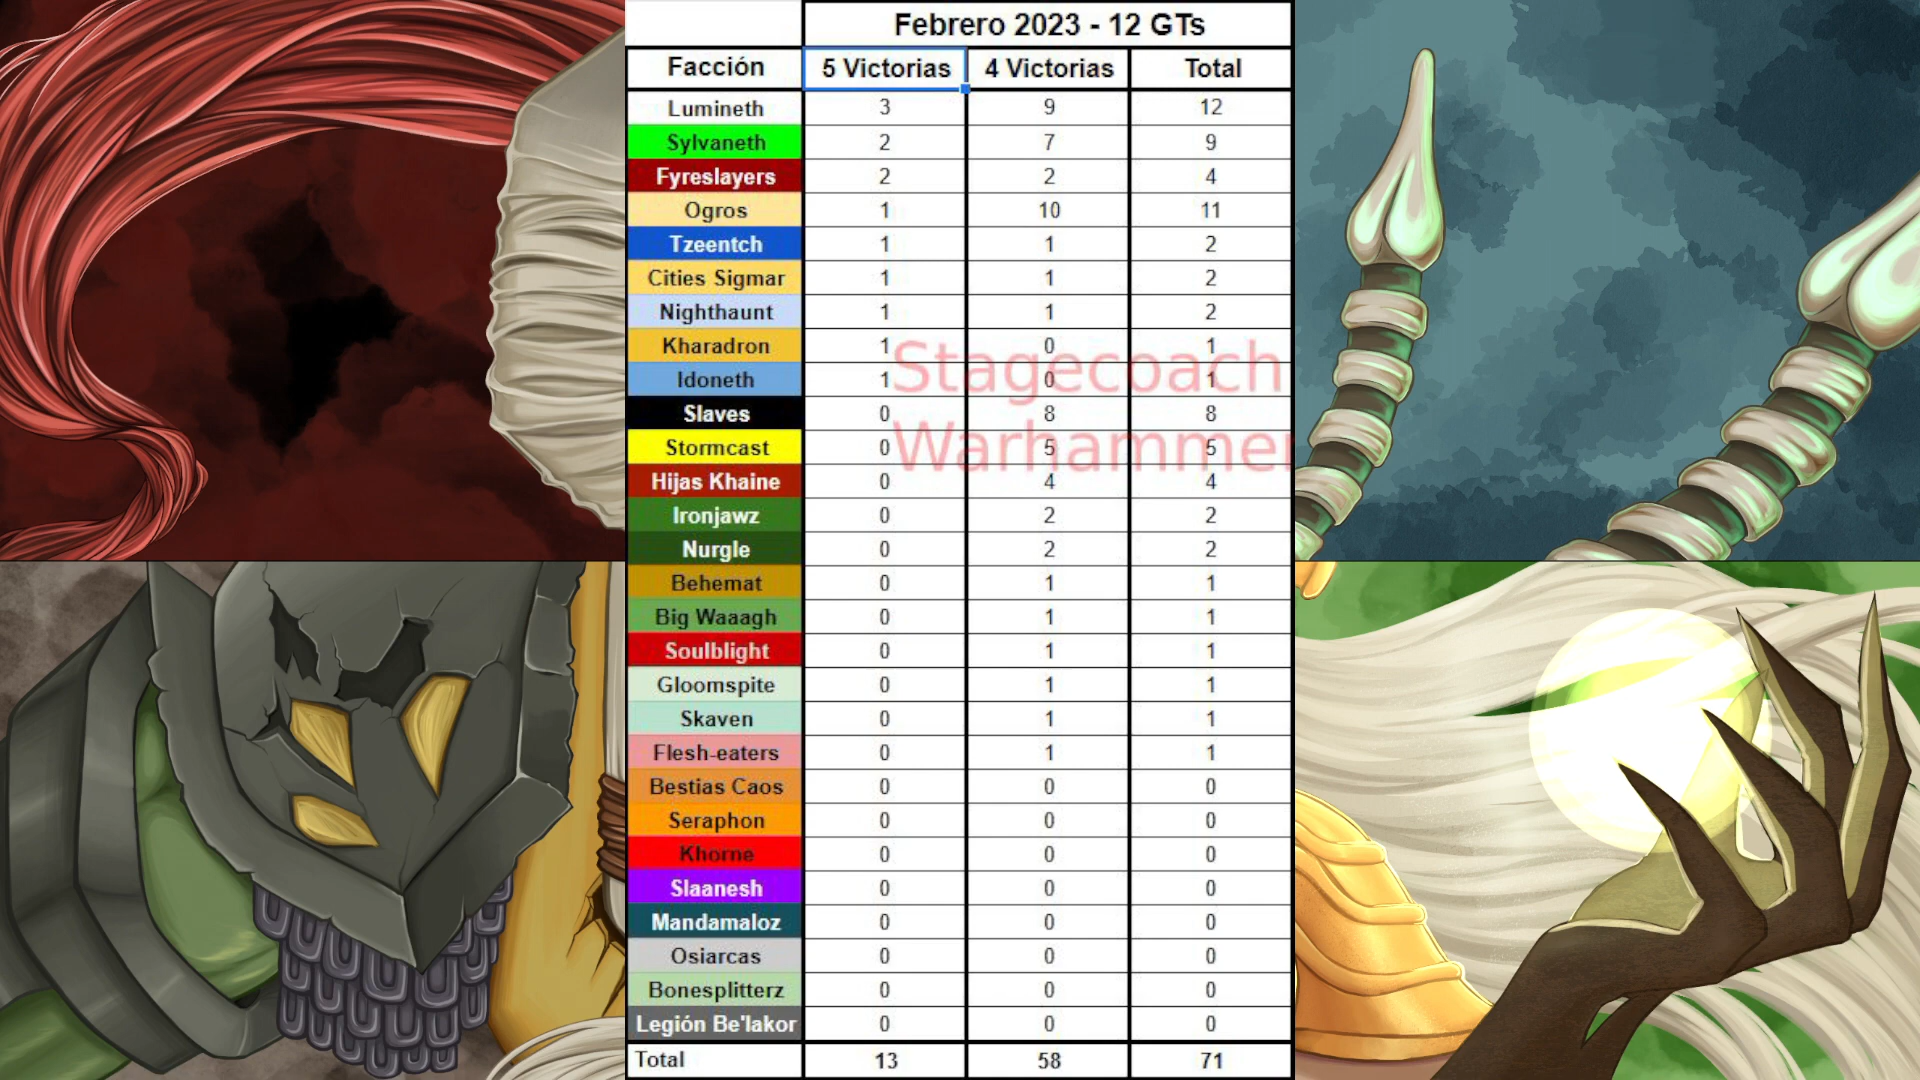 Febrero 2023 - 12 GTs
Facción 5 Victorias 4 Victorias Total
Lumineth 3 9 12
Sylvaneth 2 7 9
Fyreslayers 2 2 4
Ogros 1 10 11
Tzeentch 1 1 2
Cities Sigmar 1 1 2
Nighthaunt 1 1 2
Kharadron 1 0 1
Idoneth 1 0 1
Slaves 0 8 8
Stormcast 0 5 5
Hijas Khaine 0 4 4
Ironjawz 0 2 2
Nurgle 0 2 2
Behemat 0 1 1
Big Waaagh 0 1 1
Soulblight 0 1 1
Gloomspite 0 1 1
Skaven 0 1 1
Flesh-eaters 0 1 1
Bestias Caos 0 0 0
Seraphon 0 0 0
Khorne 0 0 0
Slaanesh 0 0 0
Mandamaloz 0 0 0
Osiarcas 0 0 0
Bonesplitterz 0 0 0
Legión Be'lakor 0 0 0
Total 13 58 71
Stagecoach
Warhammer